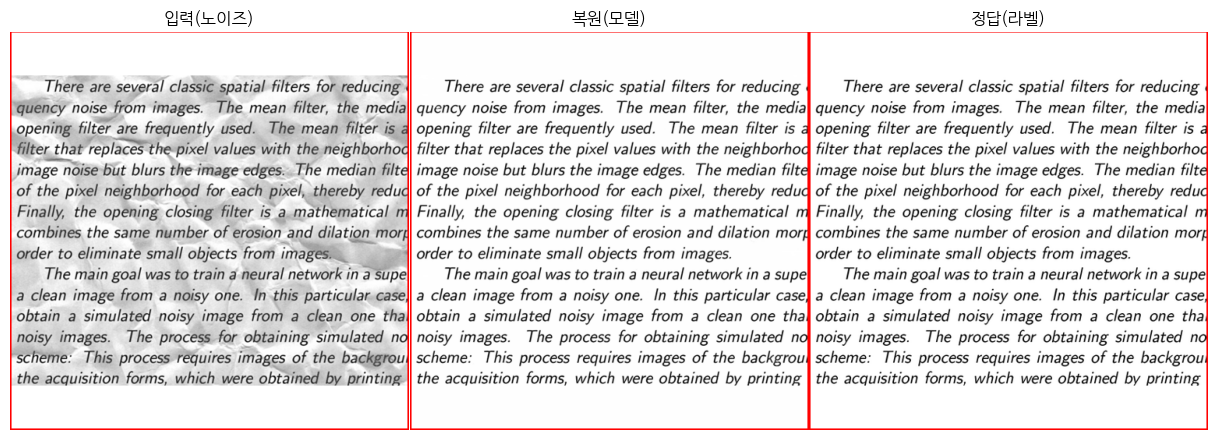 입력(노이즈) 복원(모델) 정답(라벨)
There are several classic spatial filters for reducing
quency noise from images. The mean filter, the media
opening filter are frequently used. The mean filter is a
filter that replaces the pixel values with the neighborhoo
image noise but blurs the image edges. The median filte
of the pixel neighborhood for each pixel, thereby reduc
Finally, the opening closing filter is a mathematical m
combines the same number of erosion and dilation morp
order to eliminate small objects from images.
The main goal was to train a neural network in a supe
a clean image from a noisy one. In this particular case,
obtain a simulated noisy image from a clean one that
noisy images. The process for obtaining simulated no
scheme: This process requires images of the backgrou
the acquisition forms, which were obtained by printing
There are several classic spatial filters for reducing
quency noise from images. The mean filter, the media
opening filter are frequently used. The mean filter is a
filter that replaces the pixel values with the neighborhoo
image noise but blurs the image edges. The median filte
of the pixel neighborhood for each pixel, thereby reduc
Finally, the opening closing filter is a mathematical m
combines the same number of erosion and dilation morp
order to eliminate small objects from images.
The main goal was to train a neural network in a supe
a clean image from a noisy one. In this particular case,
obtain a simulated noisy image from a clean one that
noisy images. The process for obtaining simulated no
scheme: This process requires images of the backgrou
the acquisition forms, which were obtained by printing
There are several classic spatial filters for reducing
quency noise from images. The mean filter, the media
opening filter are frequently used. The mean filter is a
filter that replaces the pixel values with the neighborhoo
image noise but blurs the image edges. The median filte
of the pixel neighborhood for each pixel, thereby reduc
Finally, the opening closing filter is a mathematical m
combines the same number of erosion and dilation morp
order to eliminate small objects from images.
The main goal was to train a neural network in a supe
a clean image from a noisy one. In this particular case,
obtain a simulated noisy image from a clean one that
noisy images. The process for obtaining simulated no
scheme: This process requires images of the backgrou
the acquisition forms, which were obtained by printing